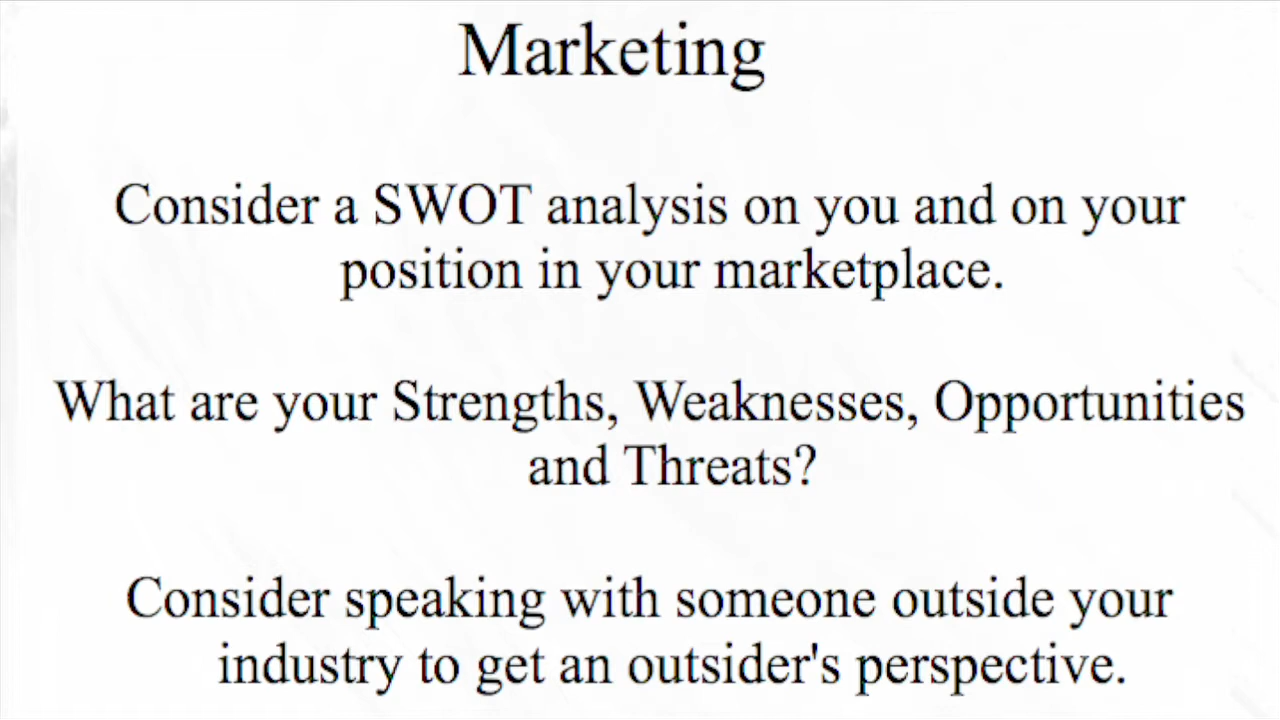 Marketing
Consider a SWOT analysis on you and on your
position in your marketplace.
What are your Strengths, Weaknesses, Opportunities
and Threats?
Consider speaking with someone outside your
industry to get an outsider's perspective.